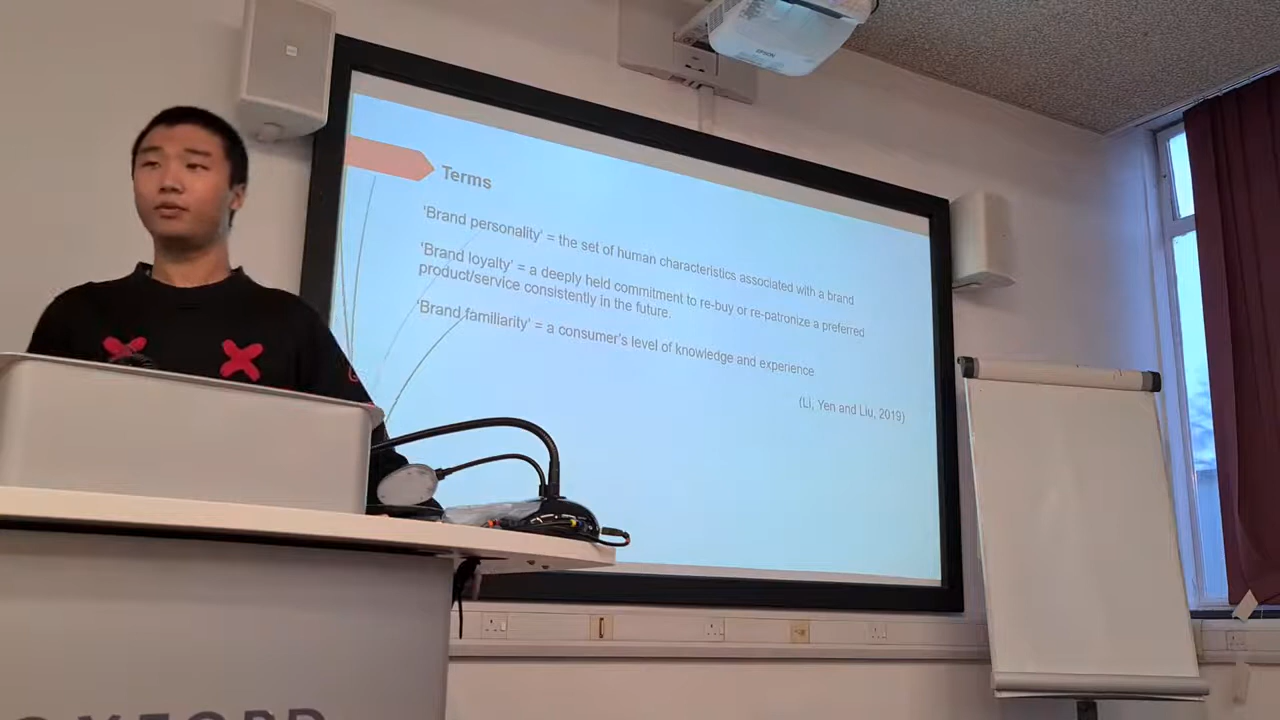 EPSON
Terms
'Brand personality' = the set of human characteristics associated with a brand
'Brand loyalty' = a deeply held commitment to re-buy or re-patronize a preferred
product/service consistently in the future.
'Brand familiarity' = a consumer's level of knowledge and experience
(Li, Yen and Liu, 2019)
OXFORD